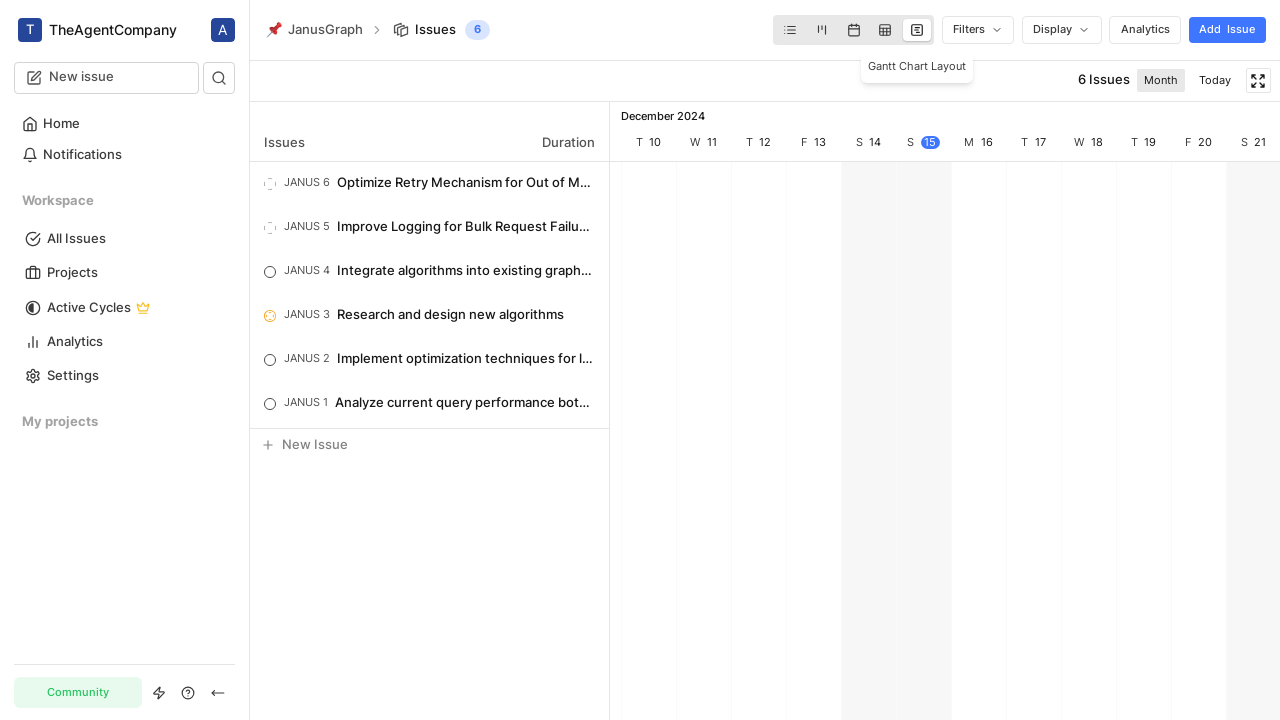 T TheAgentCompany A
New issue
Home
Notifications
Workspace
All Issues
Projects
Active Cycles
Analytics
Settings
My projects
Community
JanusGraph Issues 6
Filters Display Analytics Add Issue
Gantt Chart Layout
6 Issues Month Today
December 2024
Issues Duration
T 10 W 11 T 12 F 13 S 14 S 15 M 16 T 17 W 18 T 19 F 20 S 21
JANUS 6 Optimize Retry Mechanism for Out of M...
JANUS 5 Improve Logging for Bulk Request Failu...
JANUS 4 Integrate algorithms into existing graph...
JANUS 3 Research and design new algorithms
JANUS 2 Implement optimization techniques for l...
JANUS 1 Analyze current query performance bot...
New Issue